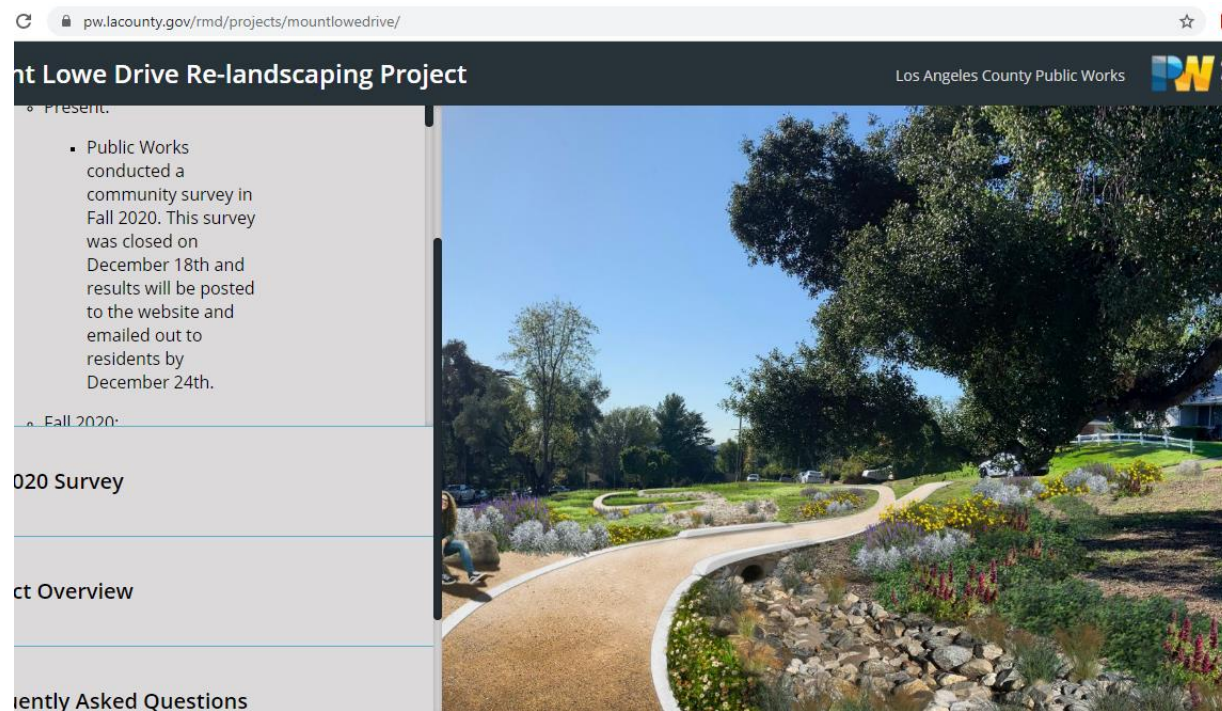 pw.lacounty.gov/rmd/projects/mountlowedrive/
nt Lowe Drive Re-landscaping Project
Los Angeles County Public Works
PW
Present:
Public Works
conducted a
community survey in
Fall 2020. This survey
was closed on
December 18th and
results will be posted
to the website and
emailed out to
residents by
December 24th.
Fall 2020:
020 Survey
ct Overview
uently Asked Questions